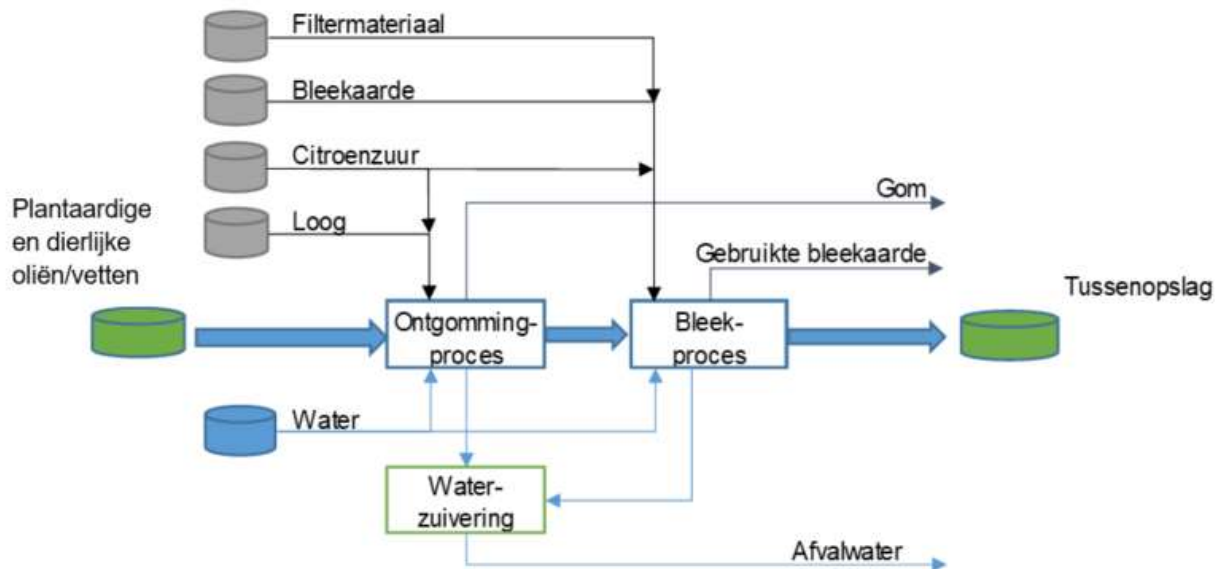 Filtermateriaal
Bleekaarde
Citroenzuur
Loog
Gom
Gebruikte bleekaarde
Plantaardige
en dierlijke
oliën/vetten
Tussenopslag
Ontgomming-
proces
Bleek-
proces
Water
Water-
zuivering
Afvalwater